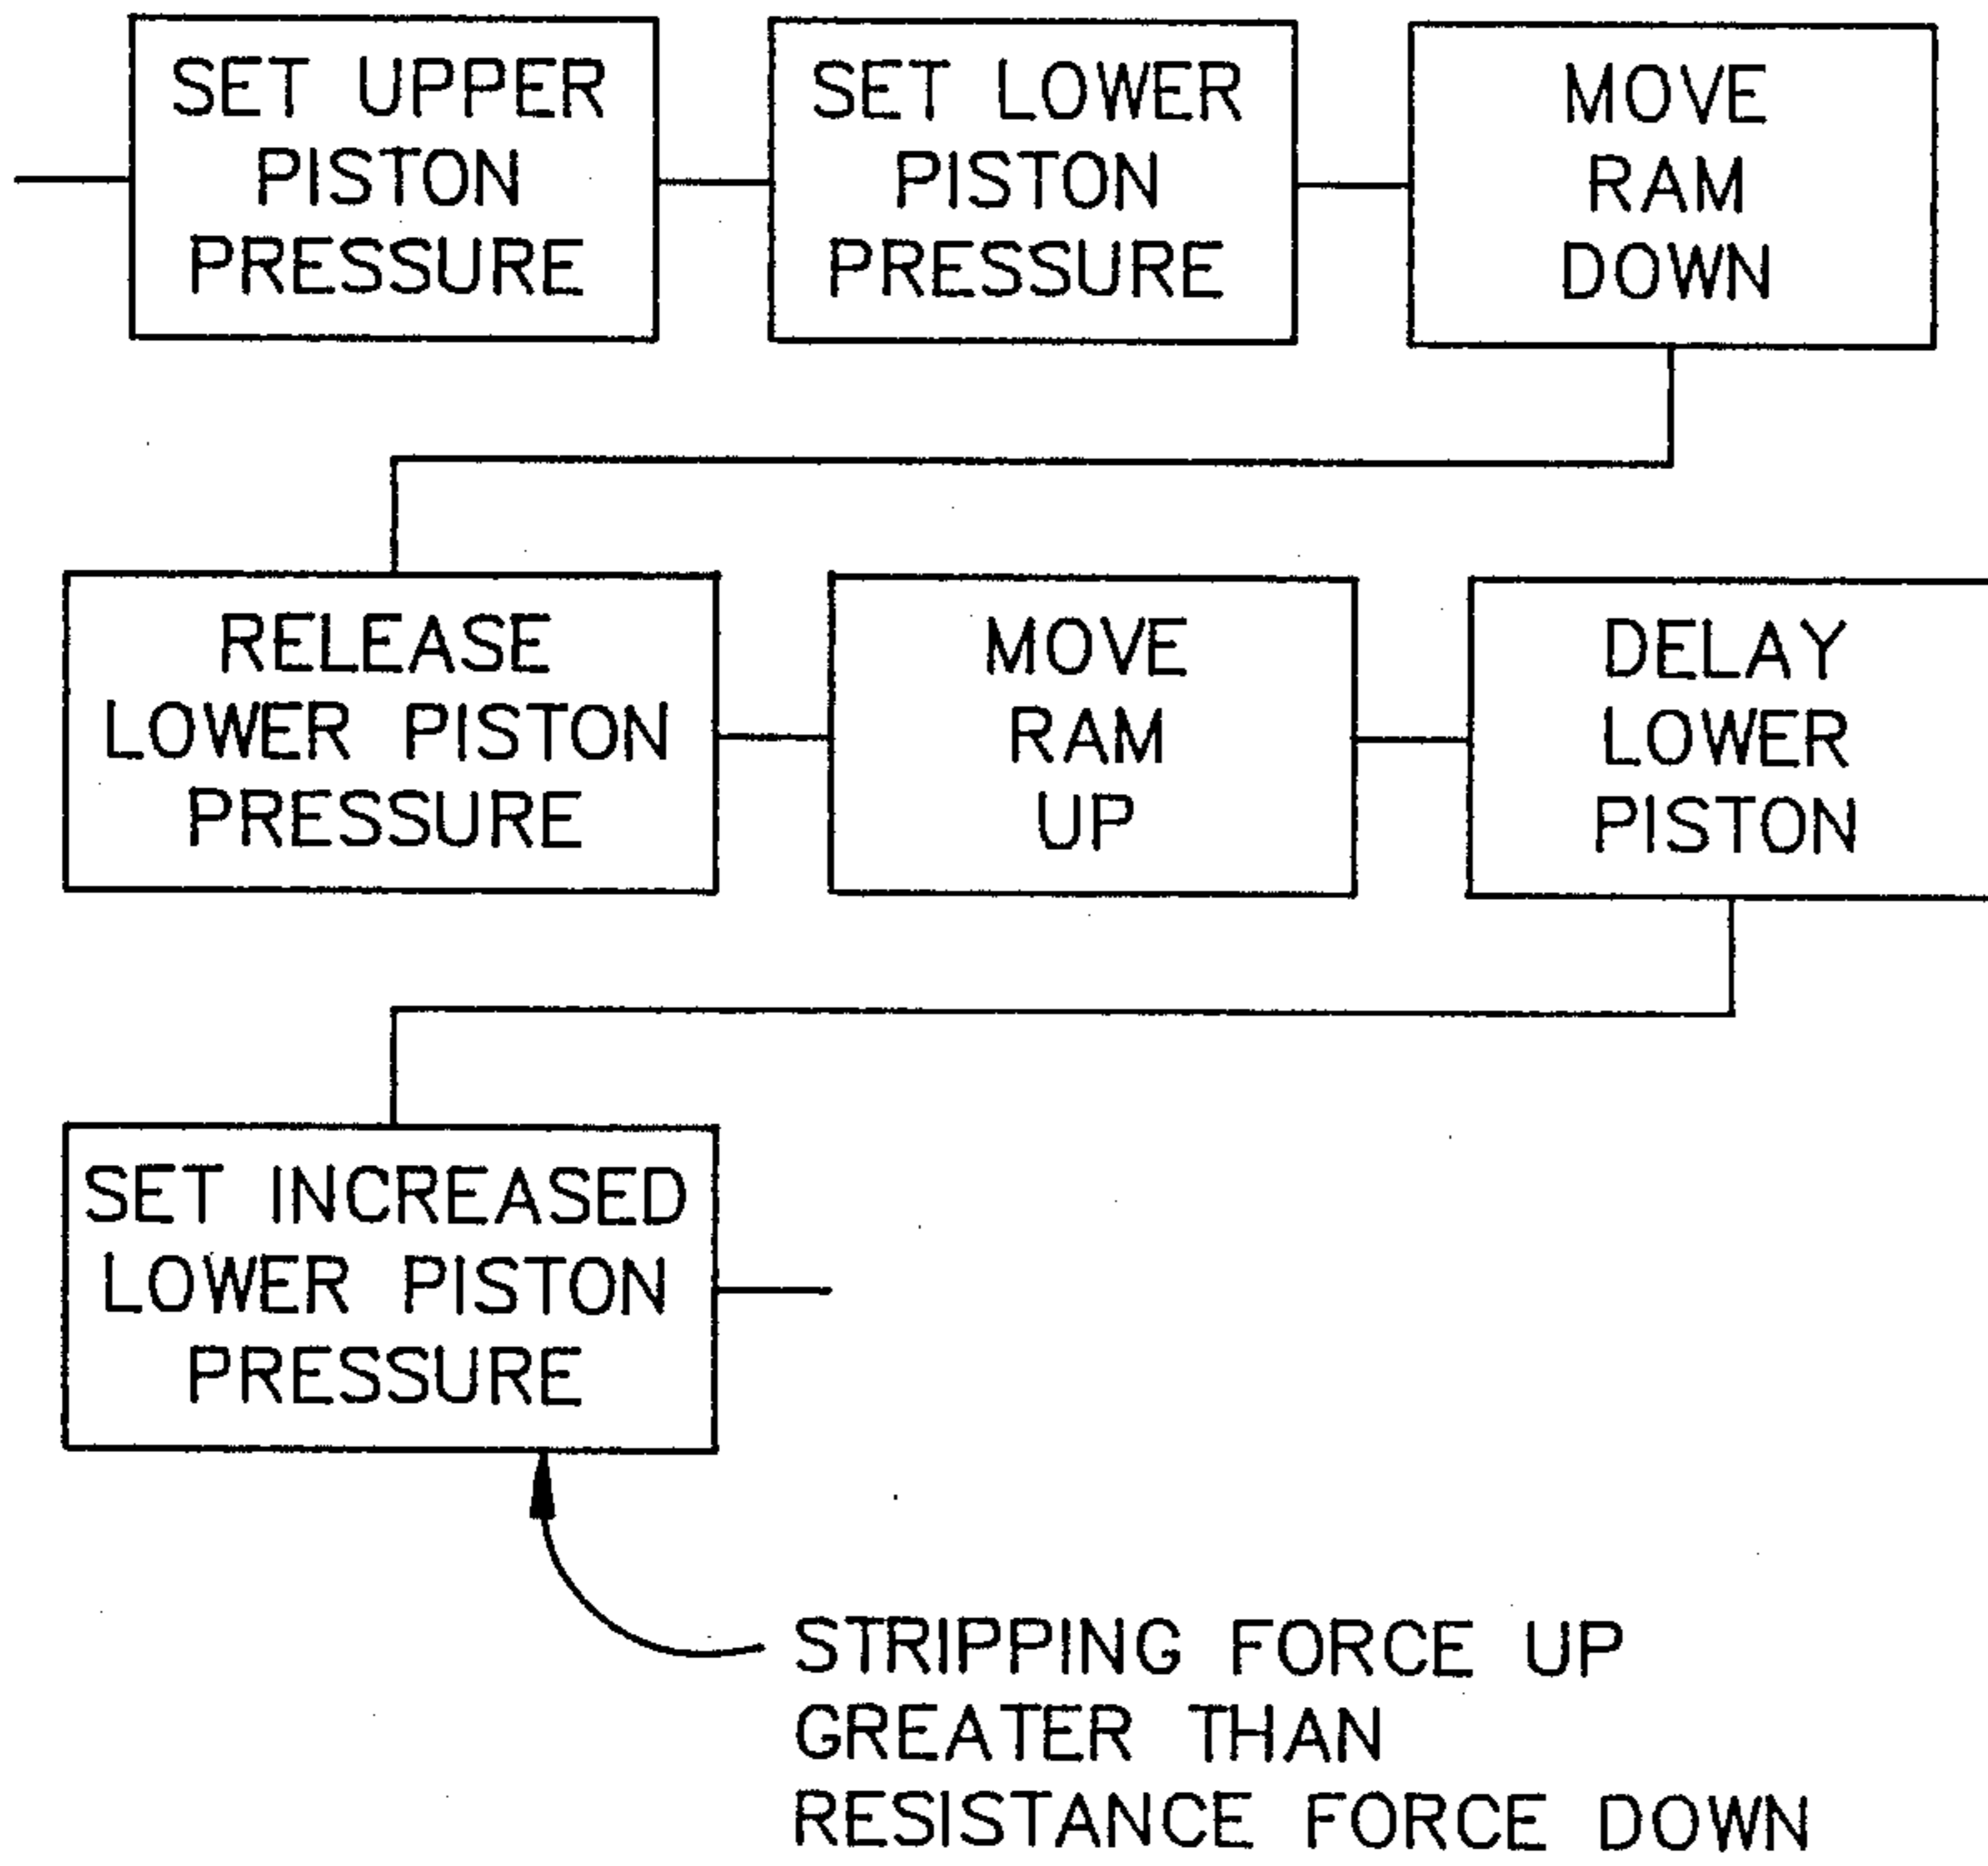 SET UPPER
PISTON
PRESSURE
SET LOWER
PISTON
PRESSURE
MOVE
RAM
DOWN
RELEASE
LOWER PISTON
PRESSURE
MOVE
RAM
UP
DELAY
LOWER
PISTON
SET INCREASED
LOWER PISTON
PRESSURE
STRIPPING FORCE UP
GREATER THAN
RESISTANCE FORCE DOWN